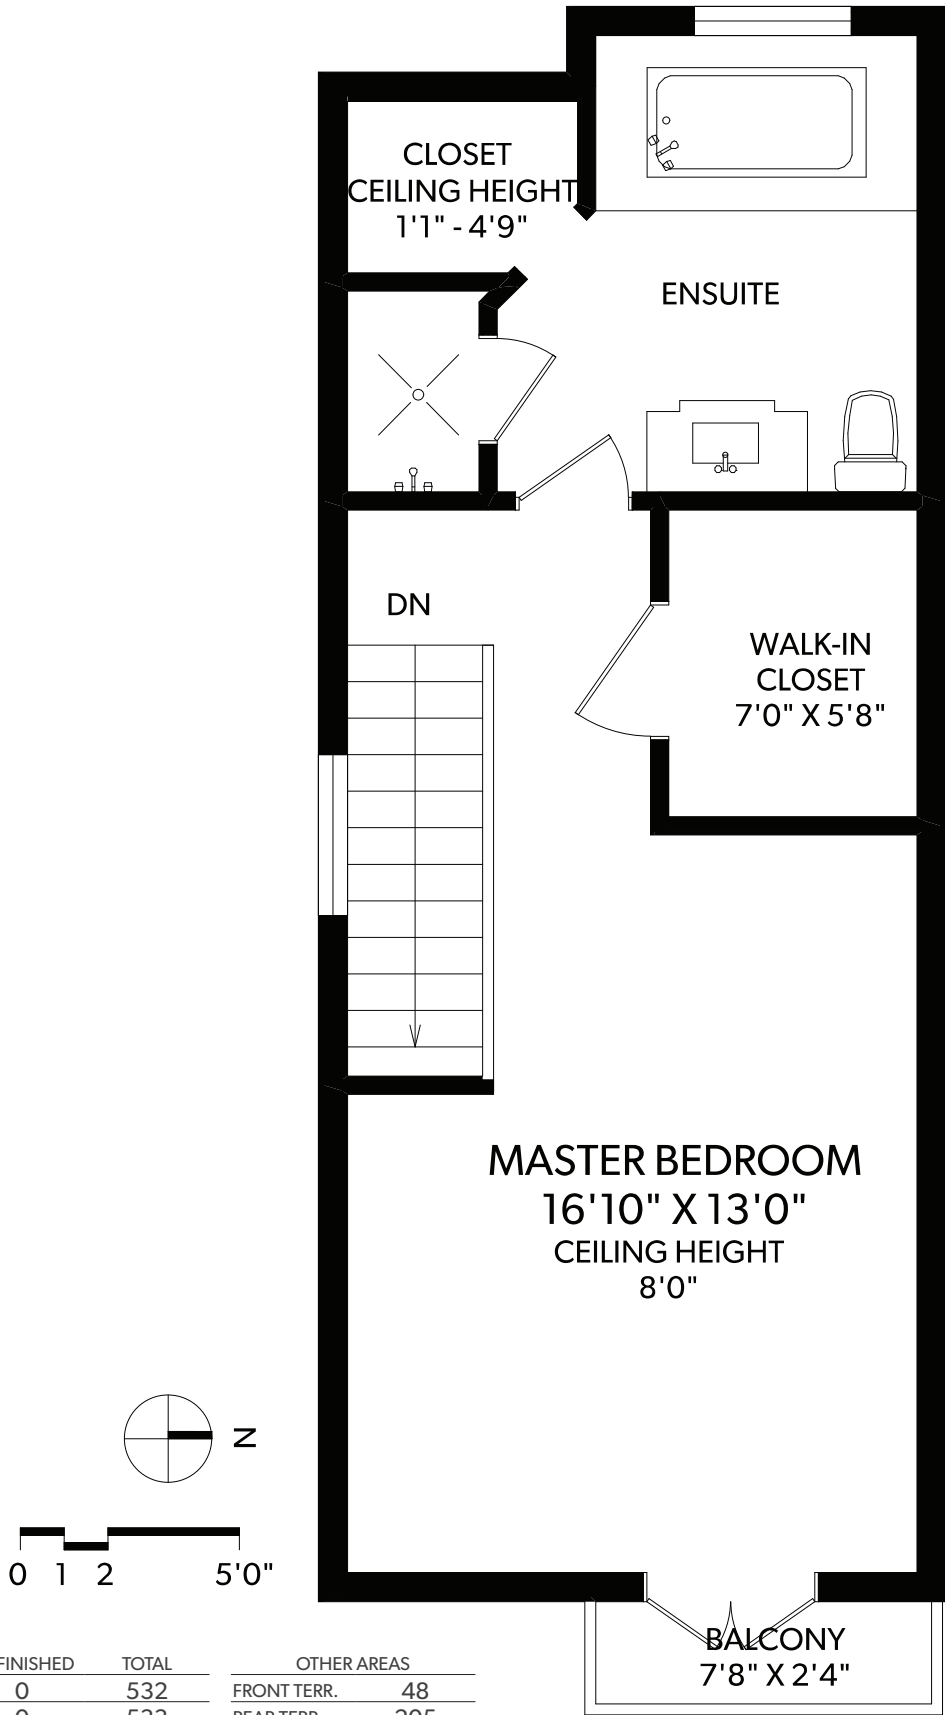 CLOSET
CEILING HEIGHT
1'1" - 4'9"
ENSUITE
DN
WALK-IN
CLOSET
7'0" X 5'8"
MASTER BEDROOM
16'10" X 13'0"
CEILING HEIGHT
8'0"
N
0 1 2 5'0"
BALCONY
7'8" X 2'4"
FINISHED TOTAL OTHER AREAS
0 532 FRONT TERR. 48